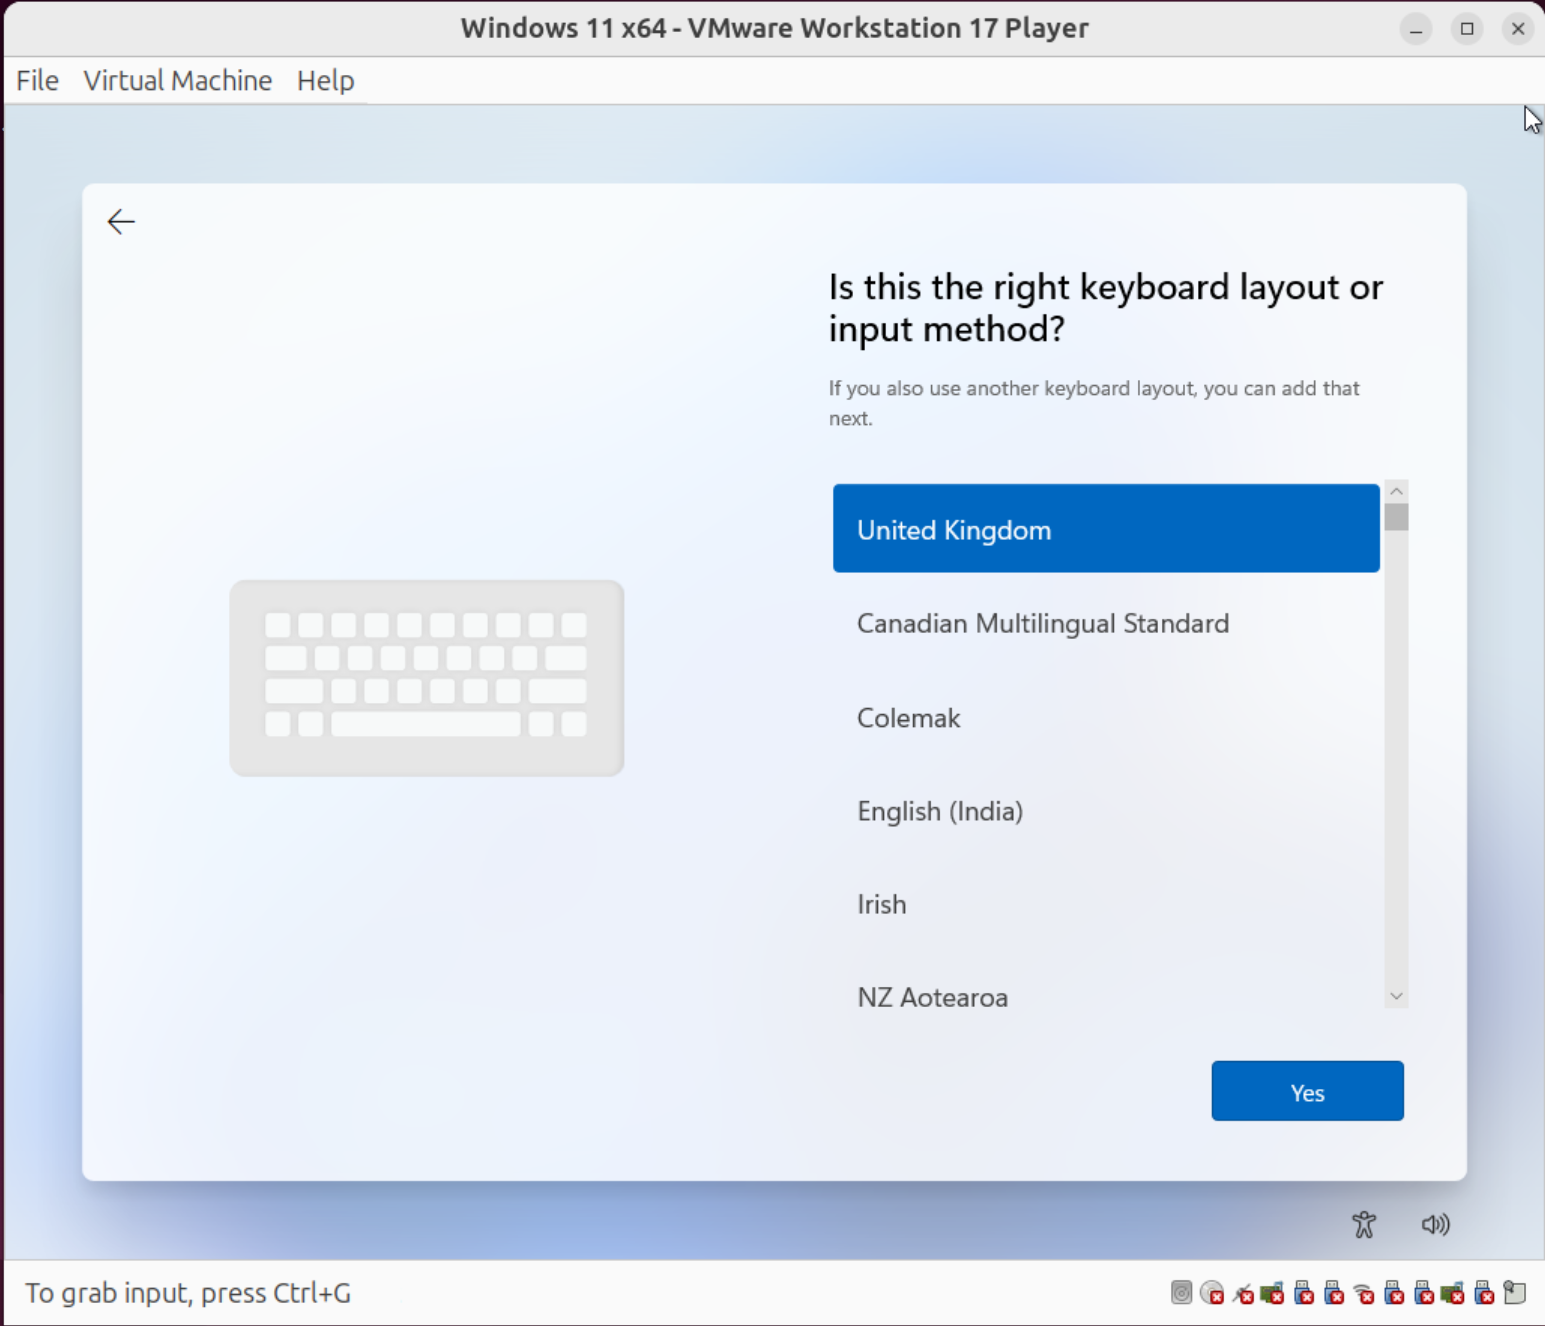 Windows 11 x64 - VMware Workstation 17 Player
File Virtual Machine Help
Is this the right keyboard layout or
input method?
If you also use another keyboard layout, you can add that
next.
United Kingdom
Canadian Multilingual Standard
Colemak
English (India)
Irish
NZ Aotearoa
Yes
To grab input, press Ctrl+G